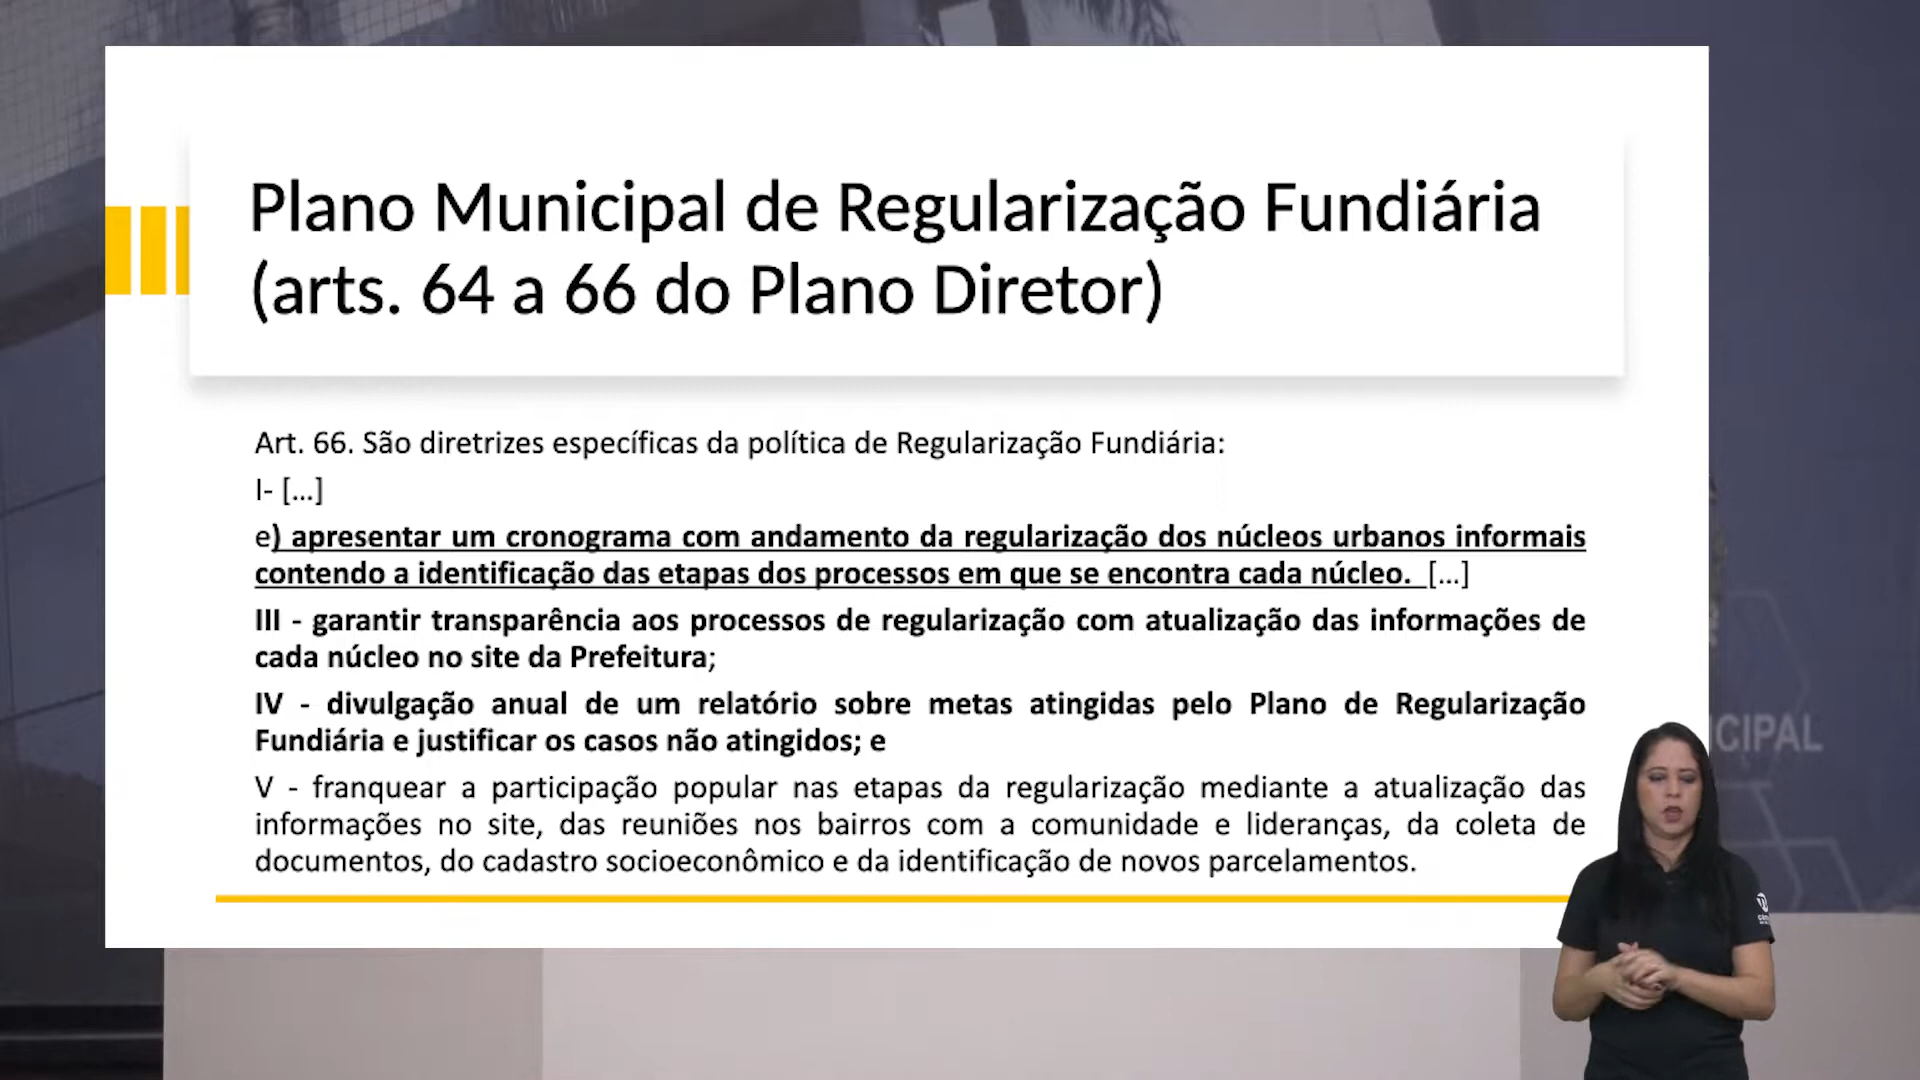 Plano Municipal de Regularização Fundiária
(arts. 64 a 66 do Plano Diretor)
Art. 66. São diretrizes específicas da política de Regularização Fundiária:
I- [...]
e) apresentar um cronograma com andamento da regularização dos núcleos urbanos informais
contendo a identificação das etapas dos processos em que se encontra cada núcleo. [...]
III - garantir transparência aos processos de regularização com atualização das informações de
cada núcleo no site da Prefeitura;
IV - divulgação anual de um relatório sobre metas atingidas pelo Plano de Regularização
Fundiária e justificar os casos não atingidos; e
V - franquear a participação popular nas etapas da regularização mediante a atualização das
informações no site, das reuniões nos bairros com a comunidade e lideranças, da coleta de
documentos, do cadastro socioeconômico e da identificação de novos parcelamentos.
ICIPAL